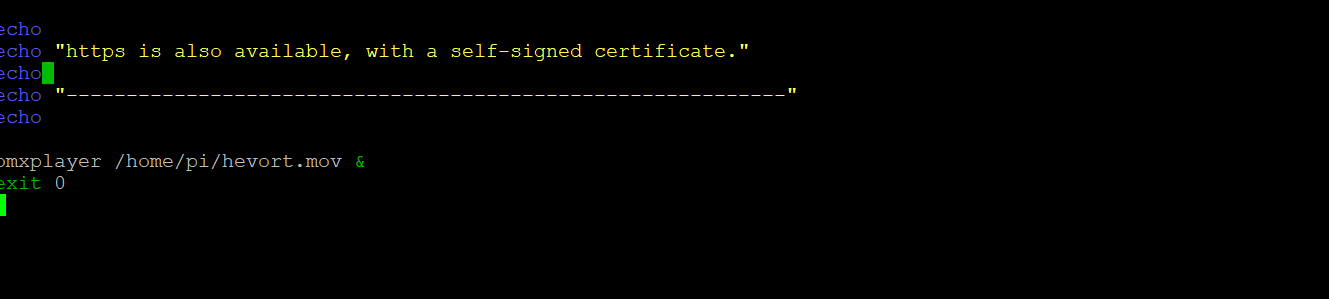 echo
echo "https is also available, with a self-signed certificate."
echo
echo "------------------------------------------------------------"
echo
omxplayer /home/pi/hevort.mov &
exit 0